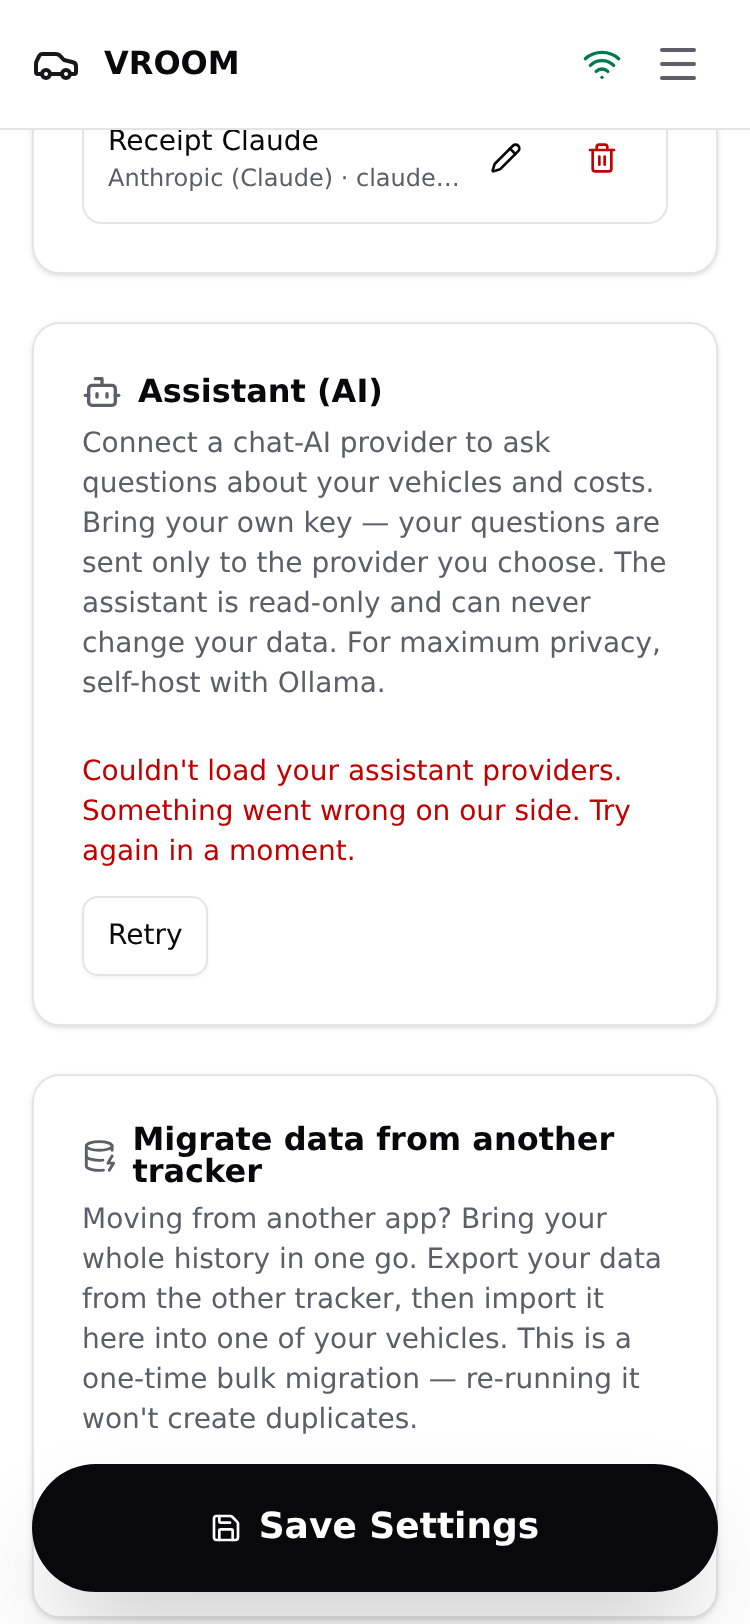 VROOM
Receipt Claude
Anthropic (Claude) · claude...
Assistant (AI)
Connect a chat-AI provider to ask
questions about your vehicles and costs.
Bring your own key — your questions are
sent only to the provider you choose. The
assistant is read-only and can never
change your data. For maximum privacy,
self-host with Ollama.
Couldn't load your assistant providers.
Something went wrong on our side. Try
again in a moment.
Retry
Migrate data from another
tracker
Moving from another app? Bring your
whole history in one go. Export your data
from the other tracker, then import it
here into one of your vehicles. This is a
one-time bulk migration — re-running it
won't create duplicates.
Save Settings